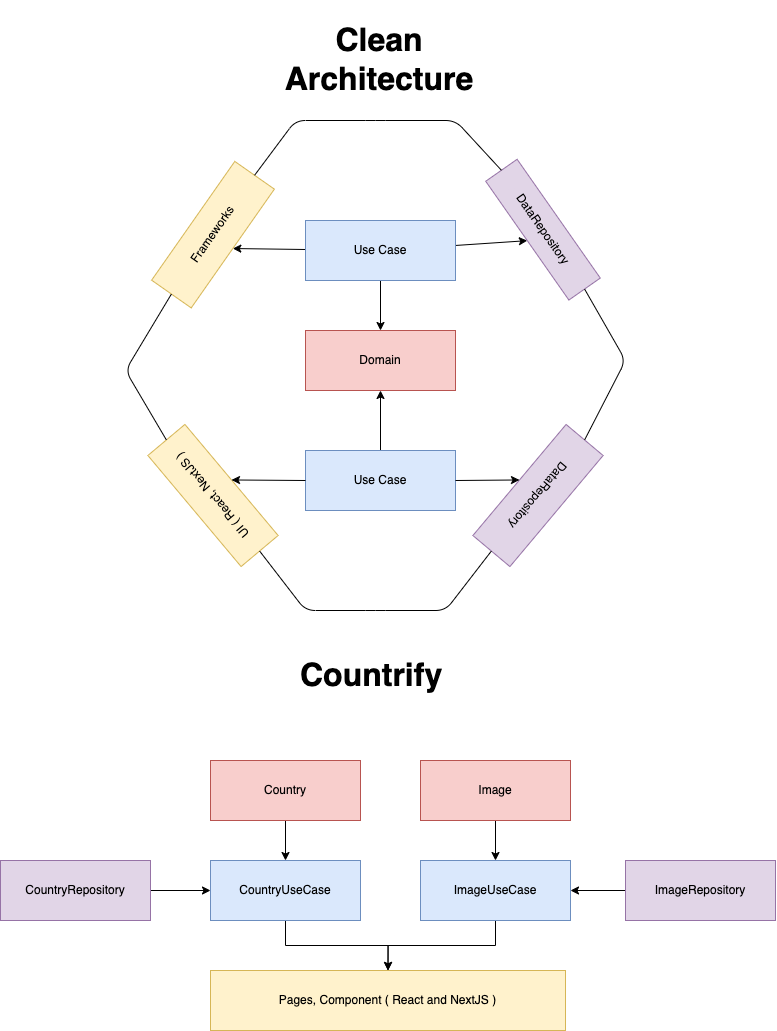 Clean
Architecture
Frameworks
DataRepository
Use Case
Domain
Use Case
UI ( React, NextJS )
DataRepository
Countrify
Country
Image
CountryRepository
CountryUseCase
ImageUseCase
ImageRepository
Pages, Component ( React and NextJS )